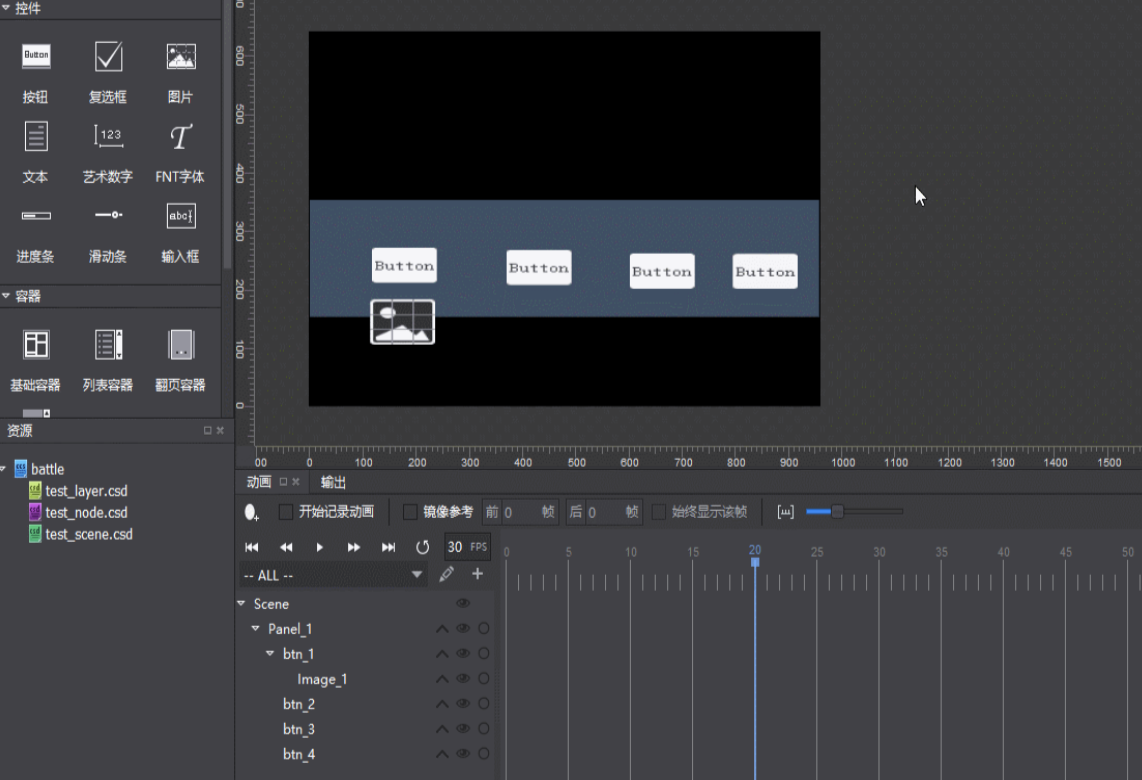 控件
Button
按钮 复选框 图片
123
文本 艺术数字 FNT字体
abc
进度条 滑动条 输入框
容器
基础容器 列表容器 翻页容器
资源
battle
test_layer.csd
test_node.csd
test_scene.csd
600
500
400
300
200
100
0
Button Button Button Button
00 0 100 200 300 400 500 600 700 800 900 1000 1100 1200 1300 1400 1500
动画 输出
开始记录动画 镜像参考 前 0 帧 后 0 帧 始终显示该帧
30 FPS
0 5 10 15 20 25 30 35 40 45 50
-- ALL --
Scene
Panel_1
btn_1
Image_1
btn_2
btn_3
btn_4